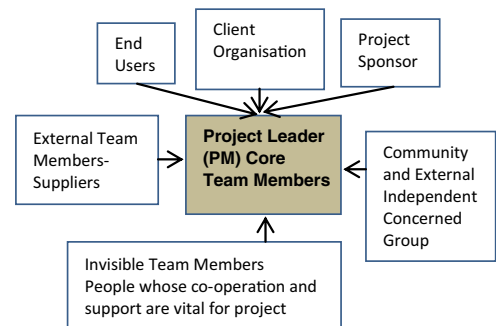 End
Users
Client
Organisation
Project
Sponsor
External Team
Members-
Suppliers
Project Leader
(PM) Core
Team Members
Community
and External
Independent
Concerned
Group
Invisible Team Members
People whose co-operation and
support are vital for project